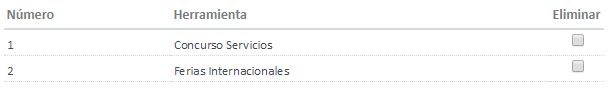 Número Herramienta Eliminar
1 Concurso Servicios
2 Ferias Internacionales